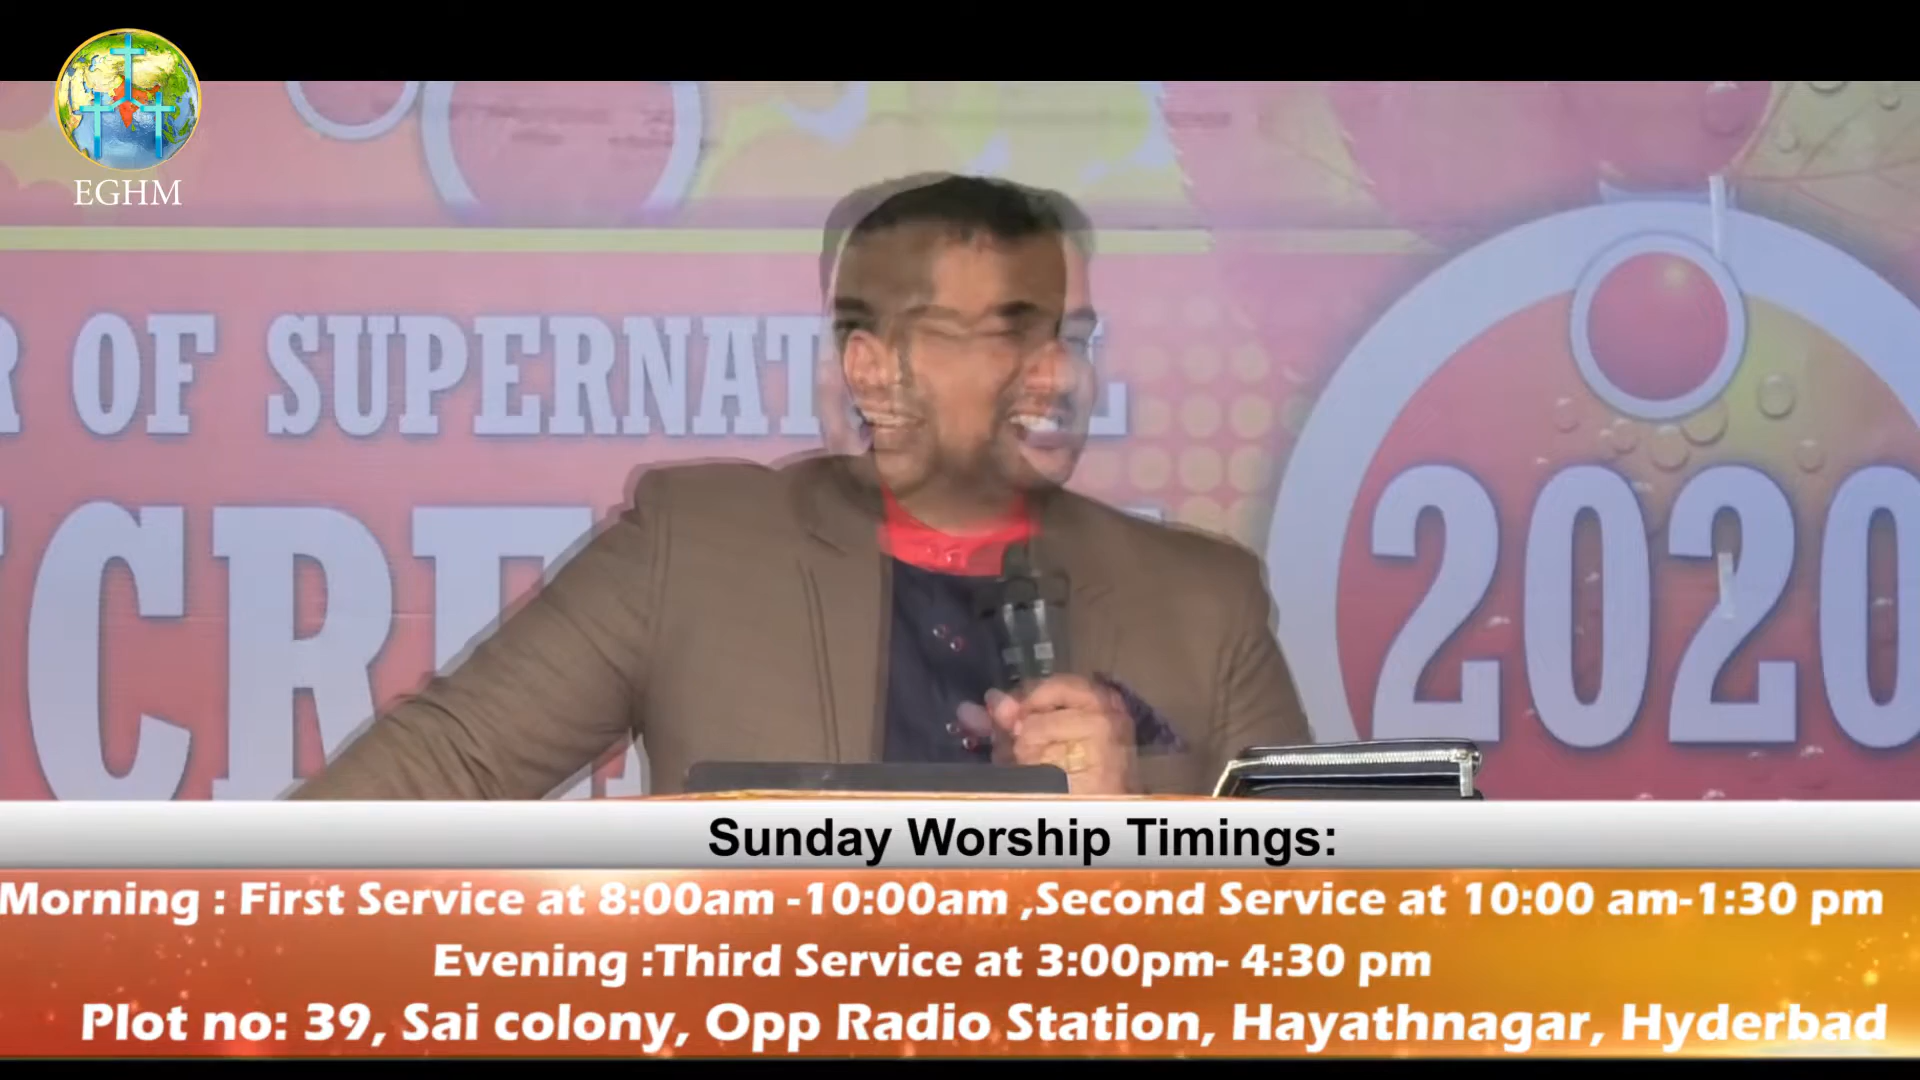 EGHM
R OF SUPERNAT L
CRE
2020
Sunday Worship Timings:
Morning : First Service at 8:00am -10:00am ,Second Service at 10:00 am-1:30 pm
Evening :Third Service at 3:00pm- 4:30 pm
Plot no: 39, Sai colony, Opp Radio Station, Hayathnagar, Hyderbad